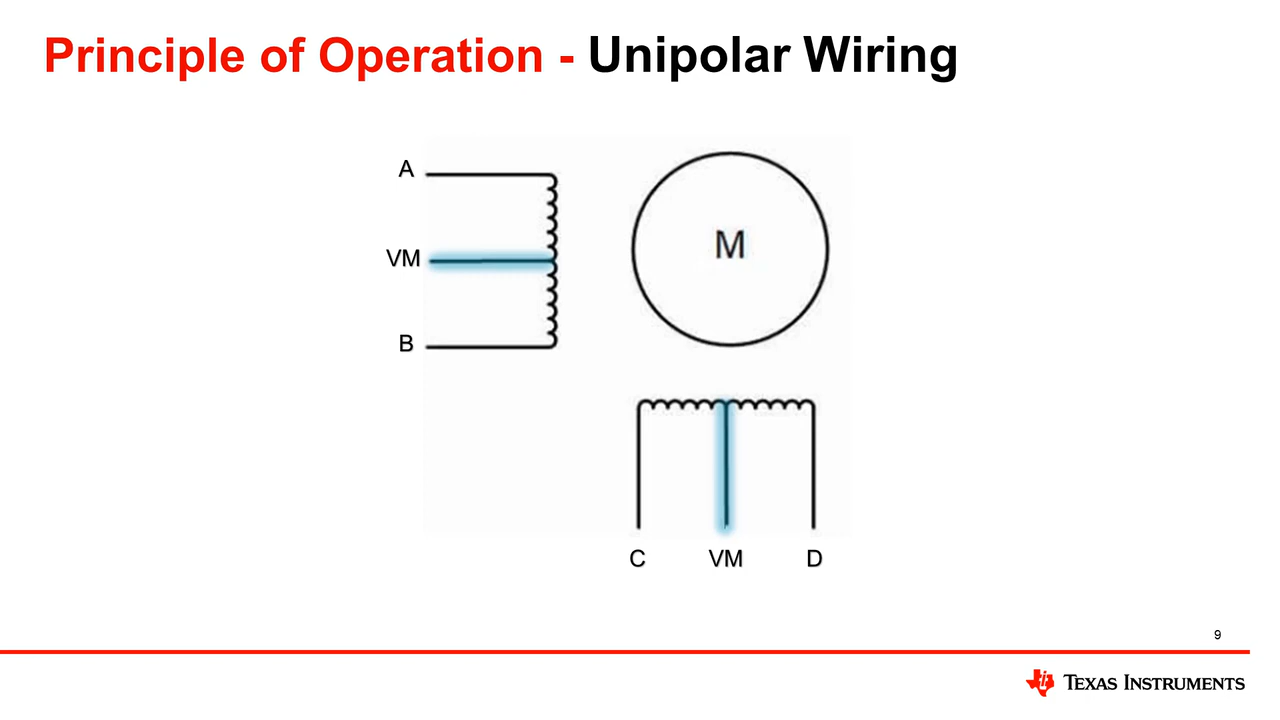 Principle of Operation - Unipolar Wiring
A
VM
B
M
C VM D
9
TEXAS INSTRUMENTS